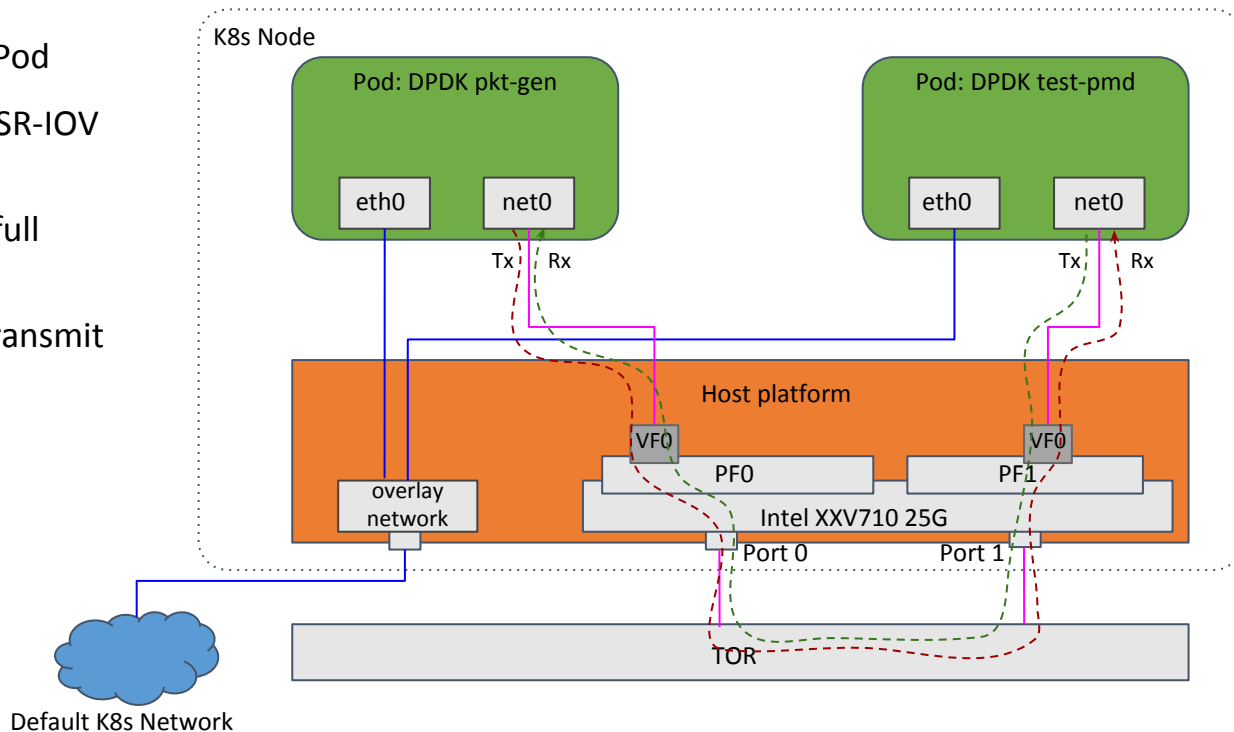 Pod
SR-IOV
full
ransmit
K8s Node
Pod: DPDK pkt-gen
Pod: DPDK test-pmd
eth0
net0
eth0
net0
Tx
Rx
Tx
Rx
Host platform
VF0
VF0
PF0
PF1
overlay
network
Intel XXV710 25G
Port 0
Port 1
TOR
Default K8s Network